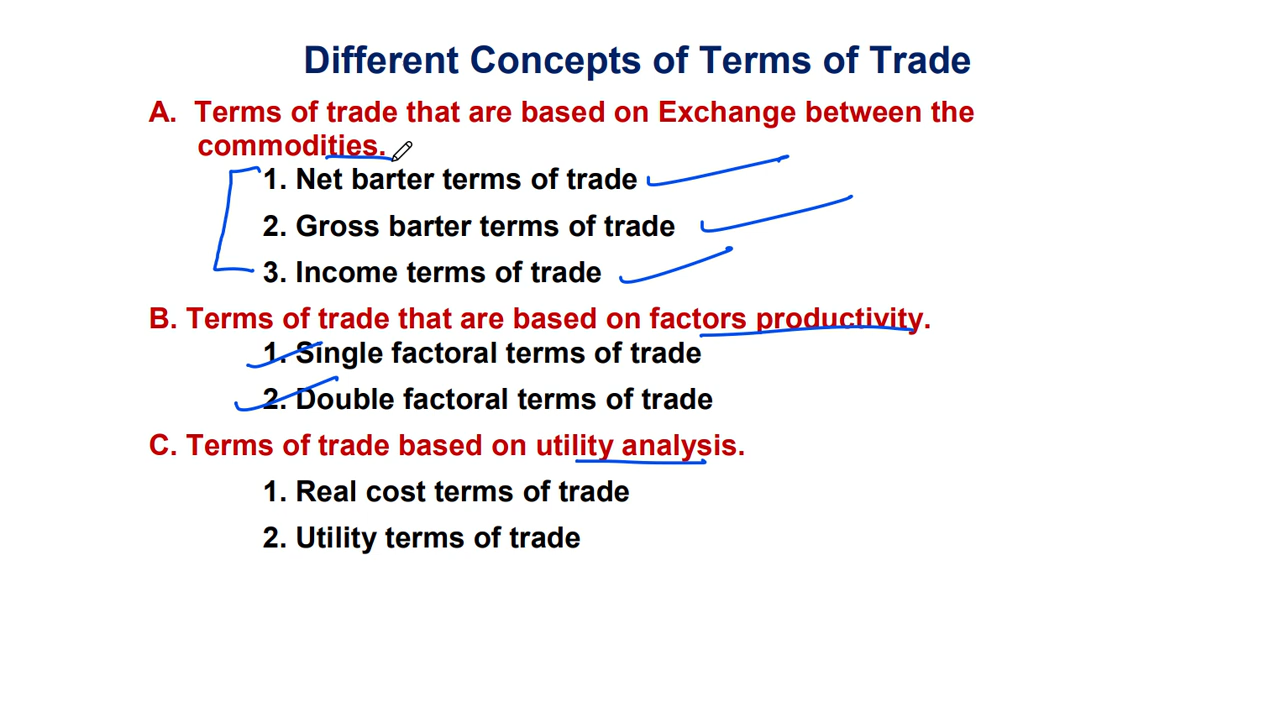 Different Concepts of Terms of Trade
A. Terms of trade that are based on Exchange between the
commodities.
1. Net barter terms of trade
2. Gross barter terms of trade
3. Income terms of trade
B. Terms of trade that are based on factors productivity.
1. Single factoral terms of trade
2. Double factoral terms of trade
C. Terms of trade based on utility analysis.
1. Real cost terms of trade
2. Utility terms of trade